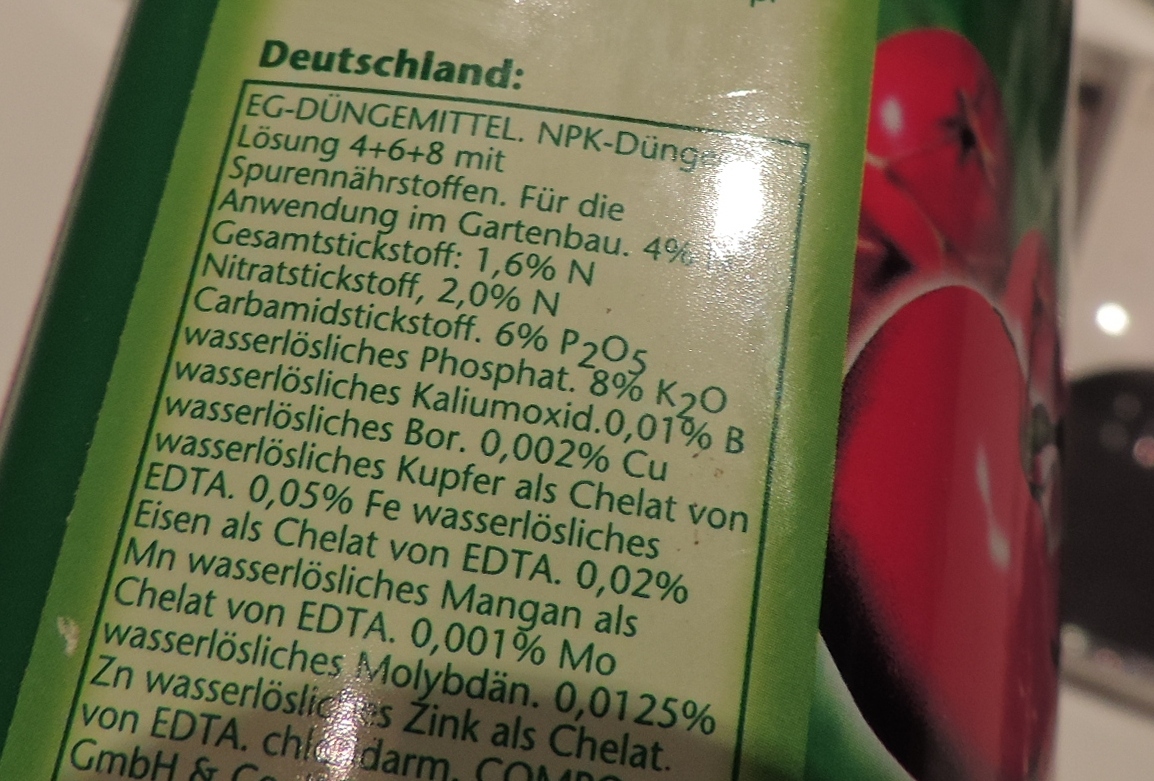 Deutschland:
EG-DÜNGEMITTEL. NPK-Dünge
Lösung 4+6+8 mit
Spurennährstoffen. Für die
Anwendung im Gartenbau. 4%
Gesamtstickstoff: 1,6% N
Nitratstickstoff, 2,0% N
Carbamidstickstoff. 6% P2O5
wasserlösliches Phosphat. 8% K2O
wasserlösliches Kaliumoxid.0,01% B
wasserlösliches Bor. 0,002% Cu
wasserlösliches Kupfer als Chelat von
EDTA. 0,05% Fe wasserlösliches
Eisen als Chelat von EDTA. 0,02%
Mn wasserlösliches Mangan als
Chelat von EDTA. 0,001% Mo
wasserlösliches Molybdän. 0,0125%
Zn wasserlösliches Zink als Chelat.
von EDTA. darm.
GmbH &